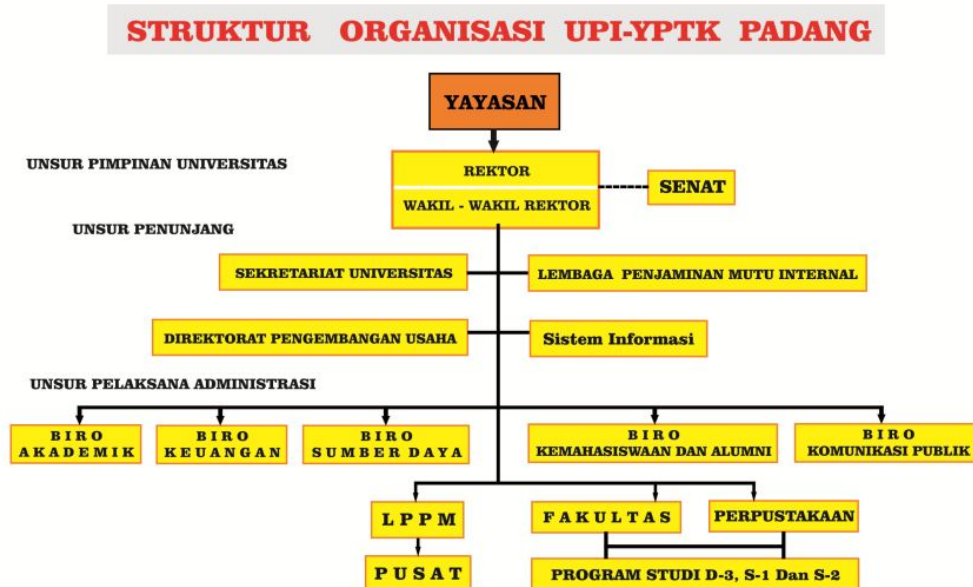 STRUKTUR ORGANISASI UPI-YPTK PADANG
YAYASAN
UNSUR PIMPINAN UNIVERSITAS
REKTOR
WAKIL - WAKIL REKTOR
SENAT
UNSUR PENUNJANG
SEKRETARIAT UNIVERSITAS
LEMBAGA PENJAMINAN MUTU INTERNAL
DIREKTORAT PENGEMBANGAN USAHA
Sistem Informasi
UNSUR PELAKSANA ADMINISTRASI
BIRO
AKADEMIK
BIRO
KEUANGAN
BIRO
SUMBER DAYA
BIRO
KEMAHASISWAAN DAN ALUMNI
BIRO
KOMUNIKASI PUBLIK
LPPM
FAKULTAS
PERPUSTAKAAN
PUSAT
PROGRAM STUDI D-3, S-1 Dan S-2